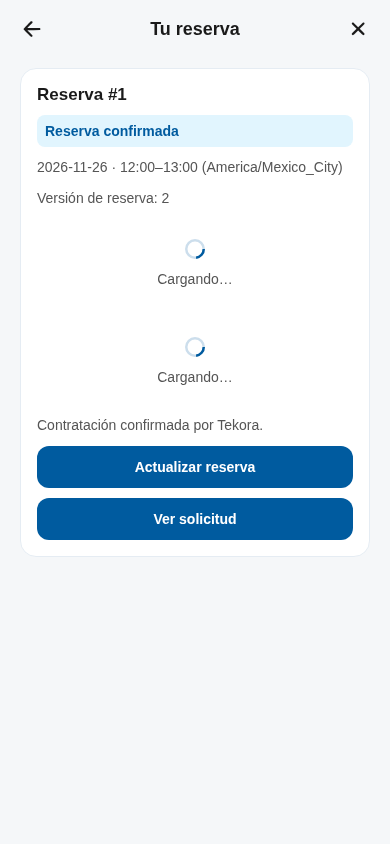 Tu reserva
Reserva #1
Reserva confirmada
2026-11-26 · 12:00–13:00 (America/Mexico_City)
Versión de reserva: 2
Cargando…
Cargando…
Contratación confirmada por Tekora.
Actualizar reserva
Ver solicitud